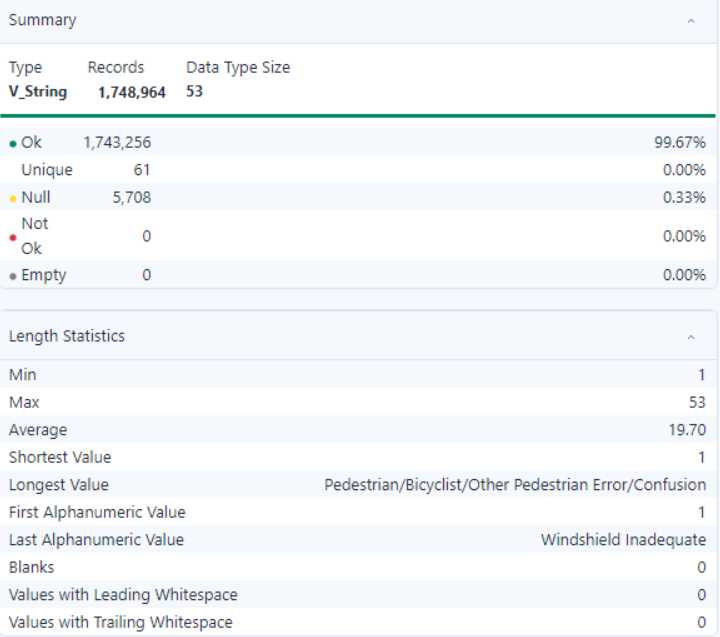 Summary
Type Records Data Type Size
V_String 1,748,964 53
Ok 1,743,256 99.67%
Unique 61 0.00%
Null 5,708 0.33%
Not
Ok 0 0.00%
Empty 0 0.00%
Length Statistics
Min 1
Max 53
Average 19.70
Shortest Value 1
Longest Value Pedestrian/Bicyclist/Other Pedestrian Error/Confusion
First Alphanumeric Value 1
Last Alphanumeric Value Windshield Inadequate
Blanks 0
Values with Leading Whitespace 0
Values with Trailing Whitespace 0